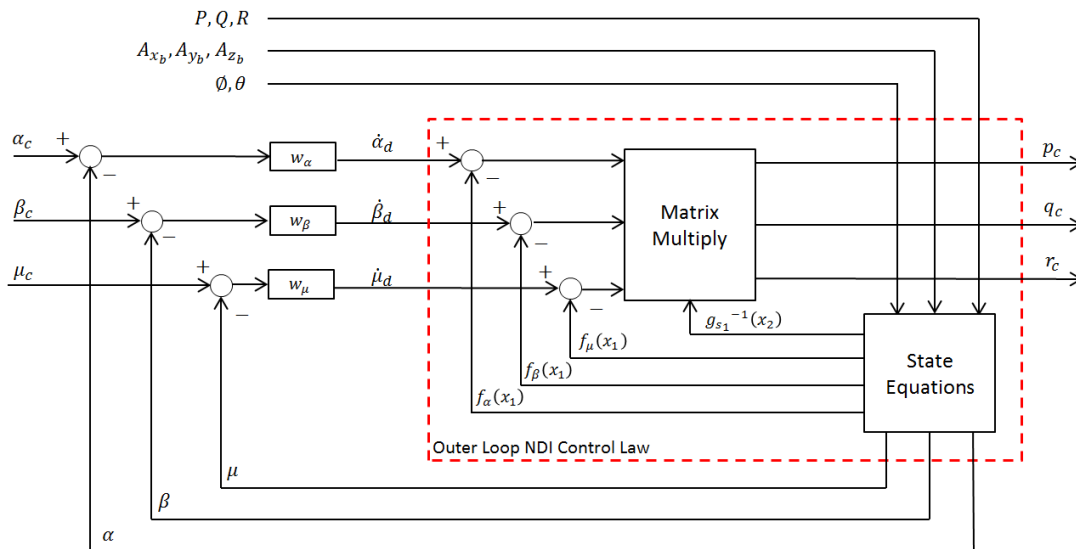 P, Q, R
A_{x_b}, A_{y_b}, A_{z_b}
∅, θ
α_c + − w_α α̇_d + − p_c
β_c + − w_β β̇_d + − q_c
μ_c + − w_μ μ̇_d + − r_c
Matrix
Multiply
g_{s_1}^{-1}(x_2)
f_μ(x_1)
f_β(x_1)
f_α(x_1)
State
Equations
Outer Loop NDI Control Law
μ
β
α